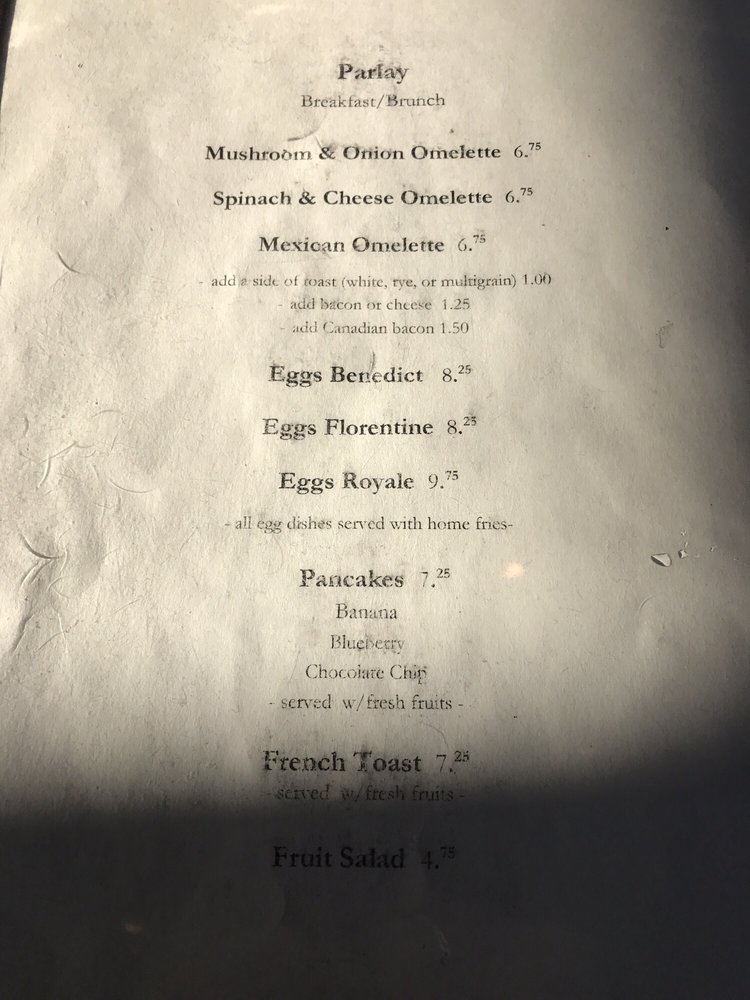 Parlay
Breakfast/Brunch
Mushroom & Onion Omelette 6.75
Spinach & Cheese Omelette 6.75
Mexican Omelette 6.75
- add a side of toast (white, rye, or multigrain) 1.00
- add bacon or cheese 1.25
- add Canadian bacon 1.50
Eggs Benedict 8.25
Eggs Florentine 8.25
Eggs Royale 9.75
- all egg dishes served with home fries-
Pancakes 7.25
Banana
Blueberry
Chocolate Chip
- served w/fresh fruits -
French Toast 7.25
- served w/fresh fruits -
Fruit Salad 4.75